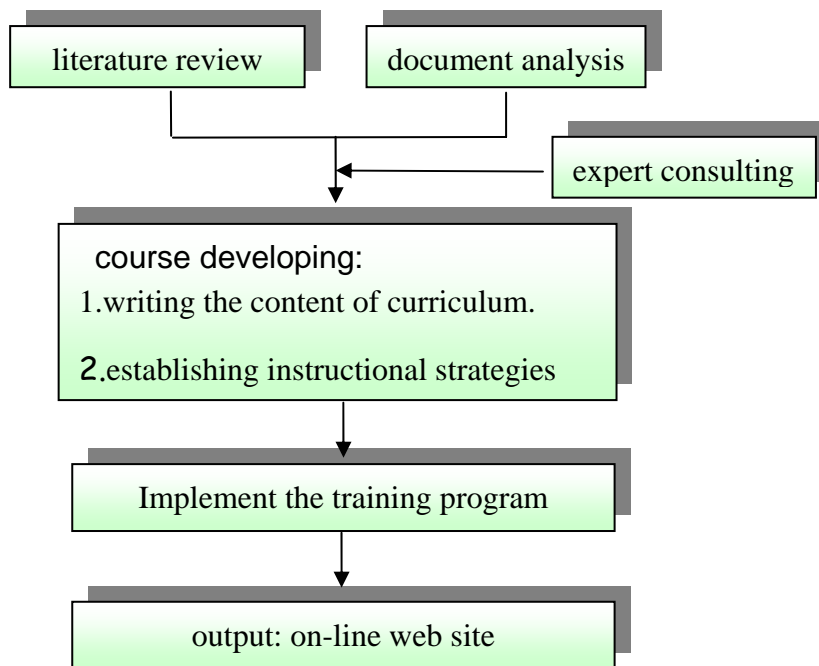 literature review
document analysis
expert consulting
course developing:
1.writing the content of curriculum.
2.establishing instructional strategies
Implement the training program
output: on-line web site